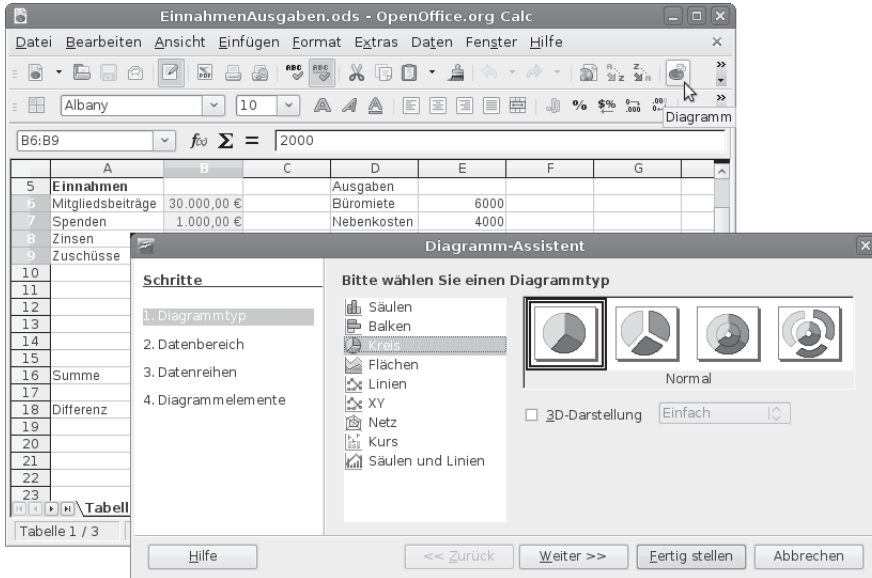 EinnahmenAusgaben.ods - OpenOffice.org Calc
Datei Bearbeiten Ansicht Einfügen Format Extras Daten Fenster Hilfe
Albany 10
Diagramm
B6:B9 f(x) Σ = 2000
A B C D E F G
5 Einnahmen Ausgaben
6 Mitgliedsbeiträge 30.000,00 € Büromiete 6000
7 Spenden 1.000,00 € Nebenkosten 4000
8 Zinsen
9 Zuschüsse
10
11
12
13
14
15
16 Summe
17
18 Differenz
19
20
21
22
23
Tabell
Tabelle 1 / 3
Diagramm-Assistent
Schritte
1. Diagrammtyp
2. Datenbereich
3. Datenreihen
4. Diagrammelemente
Bitte wählen Sie einen Diagrammtyp
Säulen
Balken
Kreis
Flächen
Linien
XY
Netz
Kurs
Säulen und Linien
Normal
3D-Darstellung Einfach
Hilfe << Zurück Weiter >> Fertig stellen Abbrechen